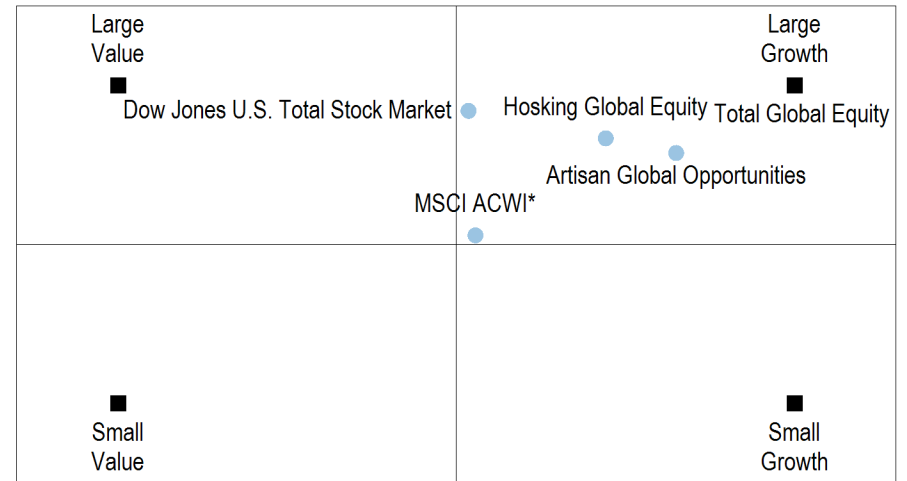 Large
Value
Large
Growth
Dow Jones U.S. Total Stock Market
Hosking Global Equity
Total Global Equity
Artisan Global Opportunities
MSCI ACWI*
Small
Value
Small
Growth